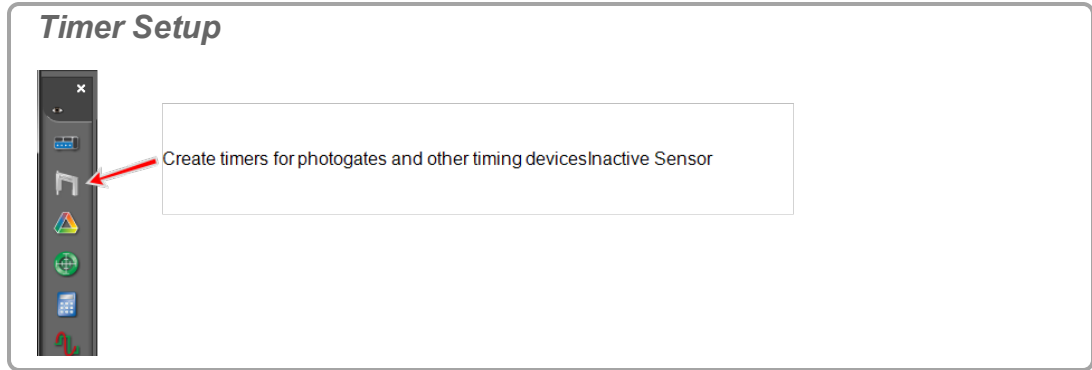 Timer Setup
Create timers for photogates and other timing devicesInactive Sensor